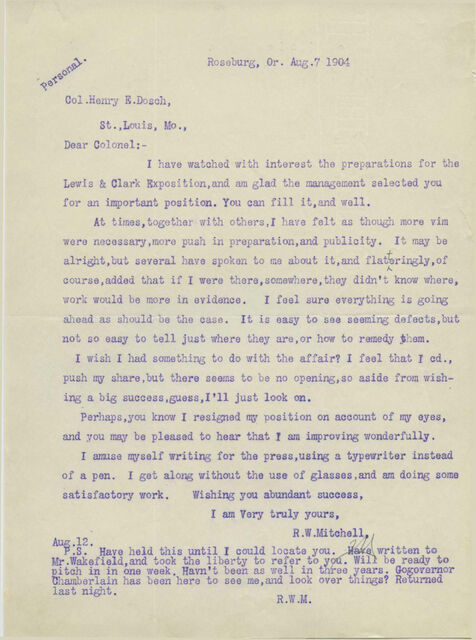 Roseburg, Or. Aug.7 1904
Personal.
Col.Henry E.Dosch,
St.,Louis, Mo.,
Dear Colonel:-
I have watched with interest the preparations for the
Lewis & Clark Exposition,and am glad the management selected you
for an important position. You can fill it,and well.
At times,together with others,I have felt as though more vim
were necessary,more push in preparation,and publicity. It may be
alright,but several have spoken to me about it,and flatteringly,of
course,added that if I were there,somewhere,they didn't know where,
work would be more in evidence. I feel sure everything is going
ahead as should be the case. It is easy to see seeming defects,but
not so easy to tell just where they are,or how to remedy them.
I wish I had something to do with the affair? I feel that I cd.,
push my share,but there seems to be no opening,so aside from wish-
ing a big success,guess,I'll just look on.
Perhaps,you know I resigned my position on account of my eyes,
and you may be pleased to hear that I am improving wonderfully.
I amuse myself writing for the press,using a typewriter instead
of a pen. I get along without the use of glasses,and am doing some
satisfactory work. Wishing you abundant success,
I am Very truly yours,
R.W.Mitchell,
Aug.12.
P.S. Have held this until I could locate you. Have written to
Mr.Wakefield,and took the liberty to refer to you. Will be ready to
pitch in in one week. Havn't been as well in three years. Gogovernor
Chamberlain has been here to see me,and look over things? Returned
last night.
R.W.M.